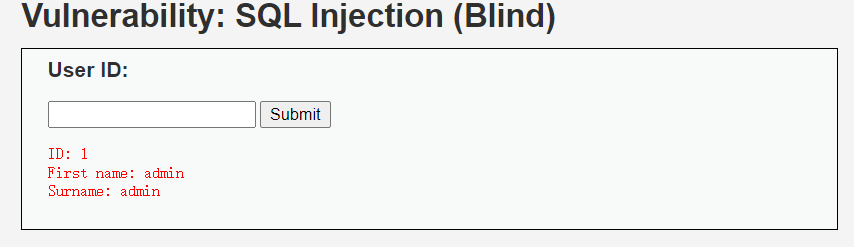 Vulnerability: SQL Injection (Blind)
User ID:
Submit
ID: 1
First name: admin
Surname: admin